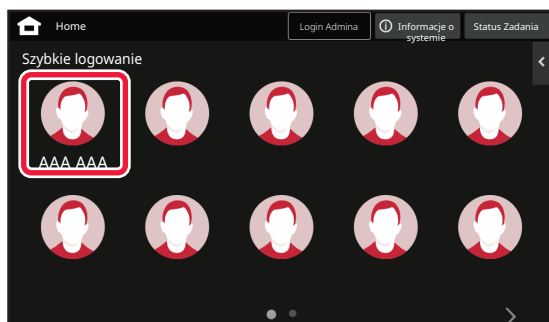 Home
Login Admina
Informacje o
systemie
Status Zadania
Szybkie logowanie
AAA AAA